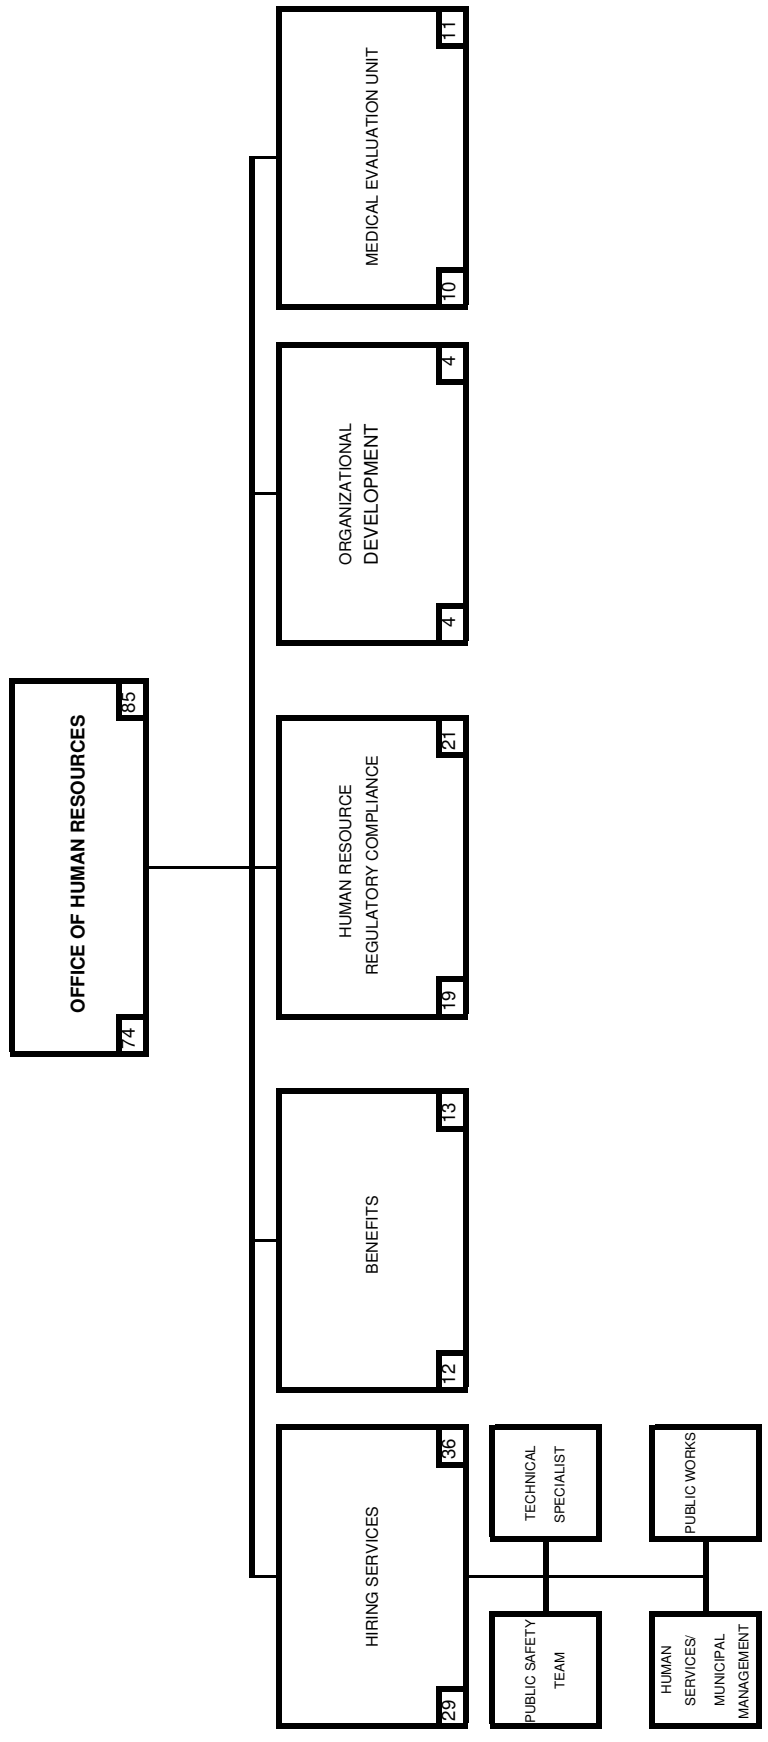 OFFICE OF HUMAN RESOURCES
74
85
HIRING SERVICES
29
36
BENEFITS
12
13
HUMAN RESOURCE
REGULATORY COMPLIANCE
19
21
ORGANIZATIONAL
DEVELOPMENT
4
4
MEDICAL EVALUATION UNIT
10
11
PUBLIC SAFETY
TEAM
TECHNICAL
SPECIALIST
HUMAN
SERVICES/
MUNICIPAL
MANAGEMENT
PUBLIC WORKS